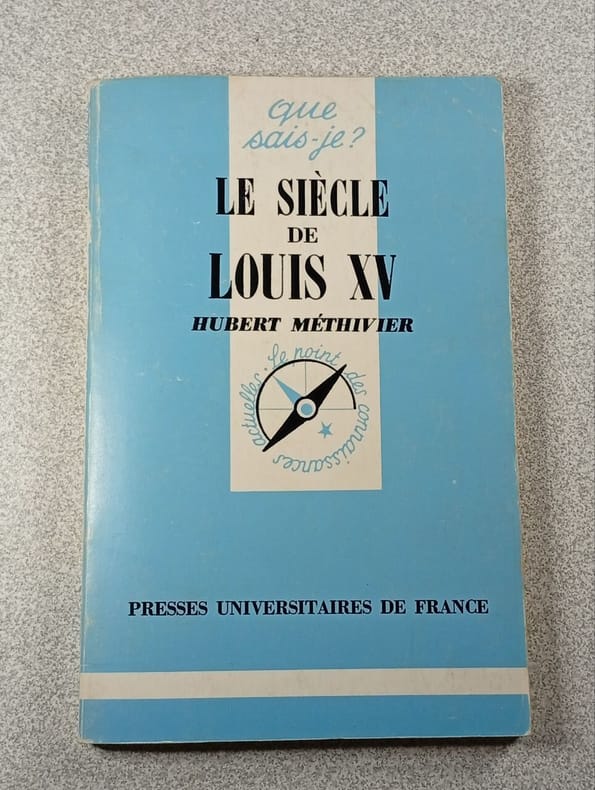 que
sais-je?
LE SIÈCLE
DE
LOUIS XV
HUBERT MÉTHIVIER
Le point des connaissances actuelles.
PRESSES UNIVERSITAIRES DE FRANCE